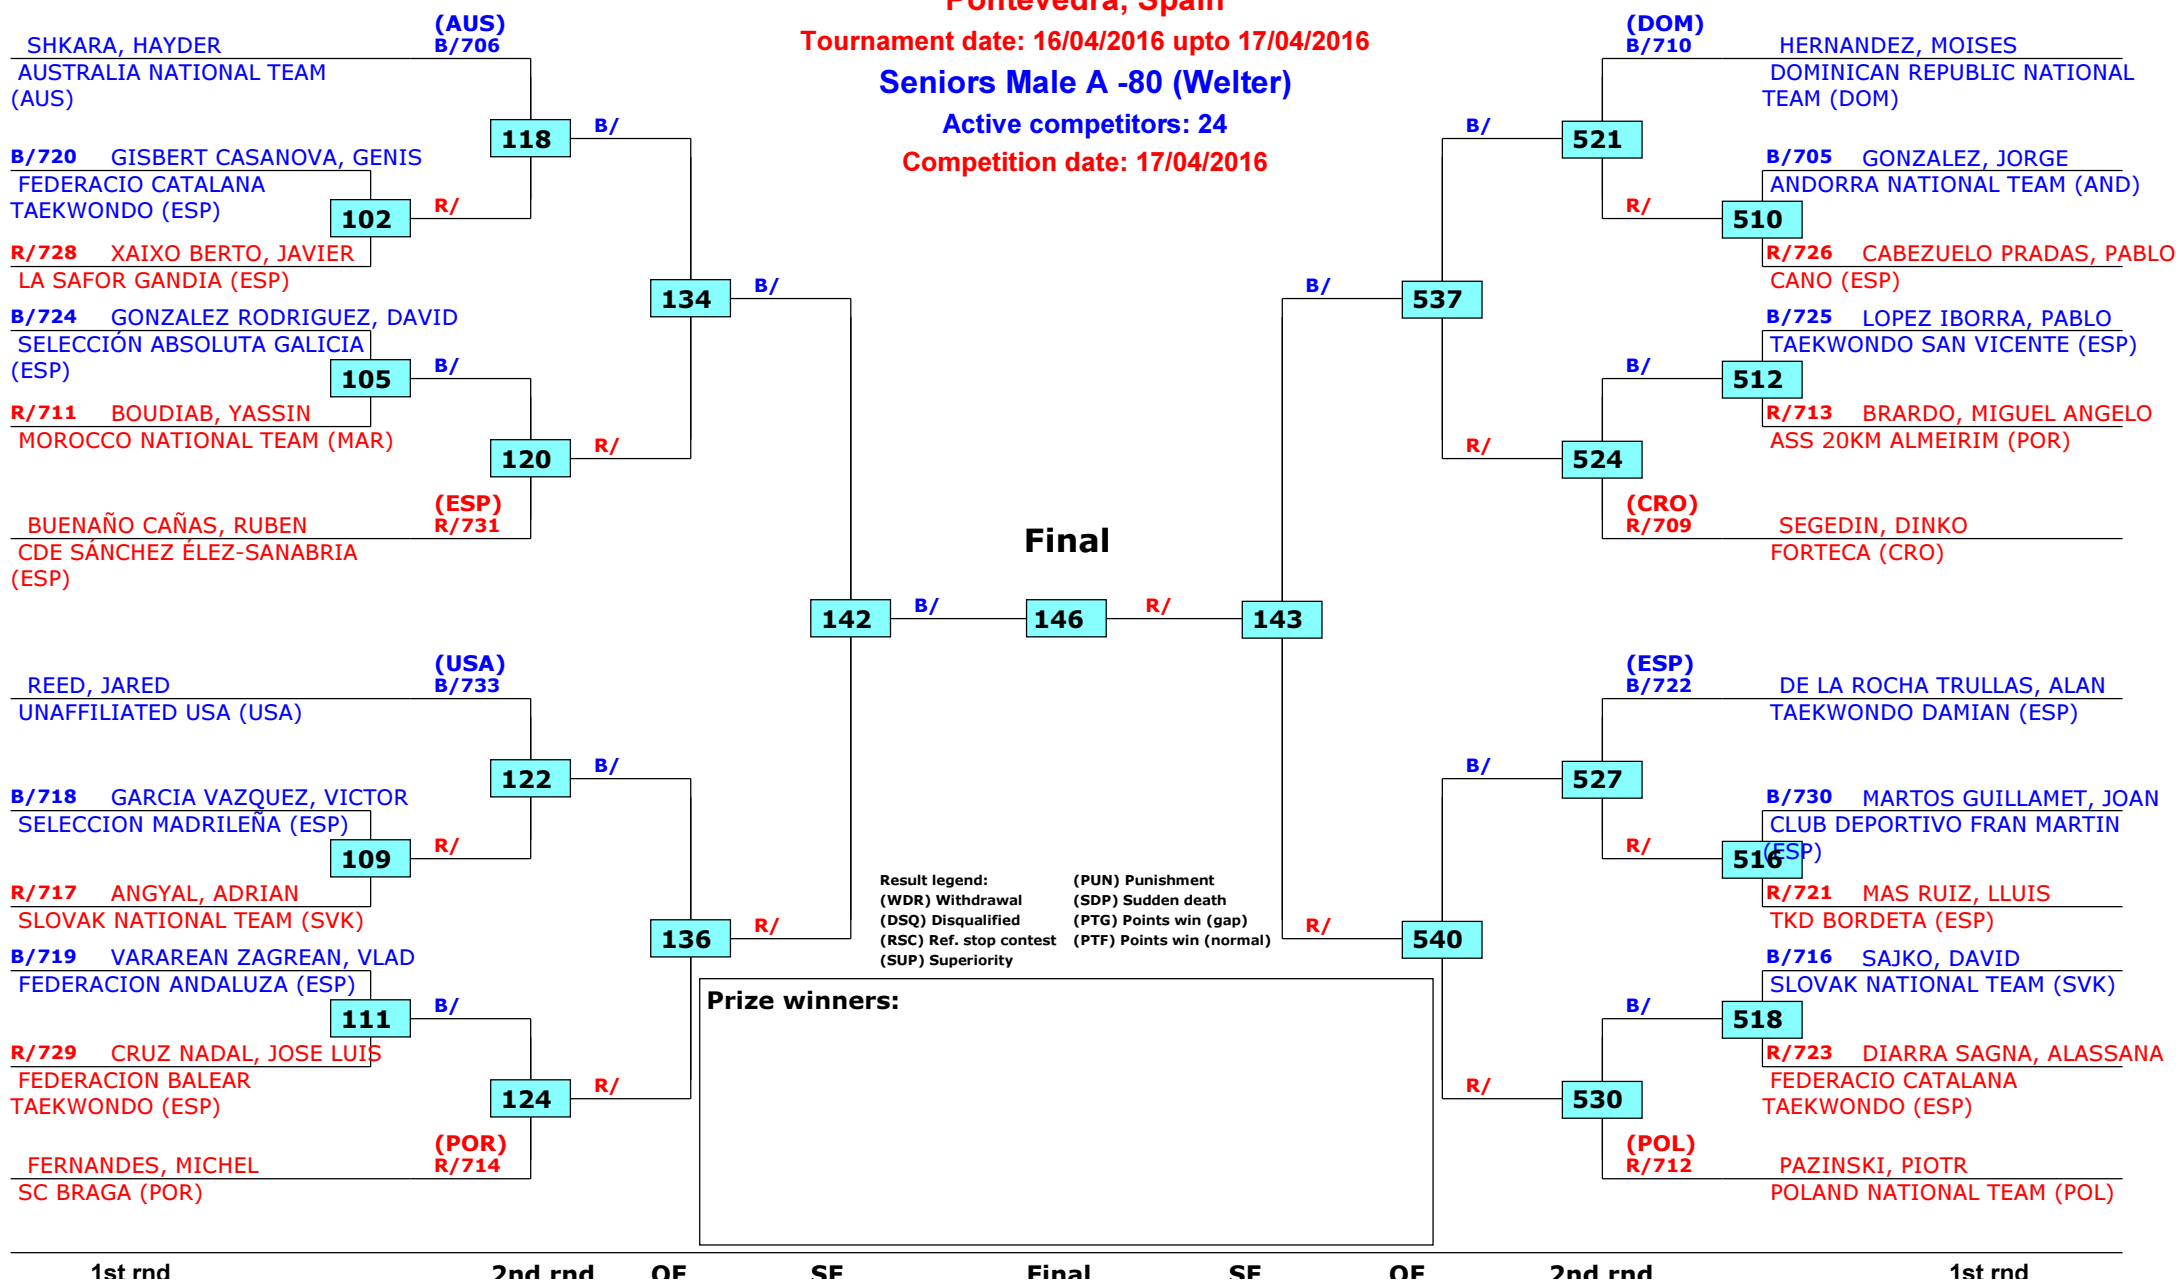 Pontevedra, Spain
Tournament date: 16/04/2016 upto 17/04/2016
Seniors Male A -80 (Welter)
Active competitors: 24
Competition date: 17/04/2016
(AUS)
SHKARA, HAYDER B/706
AUSTRALIA NATIONAL TEAM
(AUS)
118 B/
B/720 GISBERT CASANOVA, GENIS
FEDERACIO CATALANA
TAEKWONDO (ESP)
102 R/
R/728 XAIXO BERTO, JAVIER
LA SAFOR GANDIA (ESP)
134 B/
B/724 GONZALEZ RODRIGUEZ, DAVID
SELECCIÓN ABSOLUTA GALICIA
(ESP)
105 B/
R/711 BOUDIAB, YASSIN
MOROCCO NATIONAL TEAM (MAR)
120 R/
(ESP)
BUENAÑO CAÑAS, RUBEN R/731
CDE SÁNCHEZ ÉLEZ-SANABRIA
(ESP)
Final
142 B/ 146 R/ 143
(USA)
REED, JARED B/733
UNAFFILIATED USA (USA)
122 B/
B/718 GARCIA VAZQUEZ, VICTOR
SELECCION MADRILEÑA (ESP)
109 R/
R/717 ANGYAL, ADRIAN
SLOVAK NATIONAL TEAM (SVK)
136 R/
B/719 VARAREAN ZAGREAN, VLAD
FEDERACION ANDALUZA (ESP)
111 B/
R/729 CRUZ NADAL, JOSE LUIS
FEDERACION BALEAR
TAEKWONDO (ESP)
124 R/
(POR)
FERNANDES, MICHEL R/714
SC BRAGA (POR)
(DOM)
B/710 HERNANDEZ, MOISES
DOMINICAN REPUBLIC NATIONAL
TEAM (DOM)
B/ 521
B/705 GONZALEZ, JORGE
ANDORRA NATIONAL TEAM (AND)
R/ 510
R/726 CABEZUELO PRADAS, PABLO
CANO (ESP)
B/ 537
B/725 LOPEZ IBORRA, PABLO
TAEKWONDO SAN VICENTE (ESP)
B/ 512
R/713 BRARDO, MIGUEL ANGELO
ASS 20KM ALMEIRIM (POR)
R/ 524
(CRO)
R/709 SEGEDIN, DINKO
FORTECA (CRO)
(ESP)
B/722 DE LA ROCHA TRULLAS, ALAN
TAEKWONDO DAMIAN (ESP)
B/ 527
B/730 MARTOS GUILLAMET, JOAN
CLUB DEPORTIVO FRAN MARTIN
(ESP)
R/ 516
R/721 MAS RUIZ, LLUIS
TKD BORDETA (ESP)
R/ 540
B/716 SAJKO, DAVID
SLOVAK NATIONAL TEAM (SVK)
B/ 518
R/723 DIARRA SAGNA, ALASSANA
FEDERACIO CATALANA
TAEKWONDO (ESP)
R/ 530
(POL)
R/712 PAZINSKI, PIOTR
POLAND NATIONAL TEAM (POL)
Result legend: (PUN) Punishment
(WDR) Withdrawal (SDP) Sudden death
(DSQ) Disqualified (PTG) Points win (gap)
(RSC) Ref. stop contest (PTF) Points win (normal)
(SUP) Superiority
Prize winners:
1st rnd 2nd rnd QF SF Final SF QF 2nd rnd 1st rnd